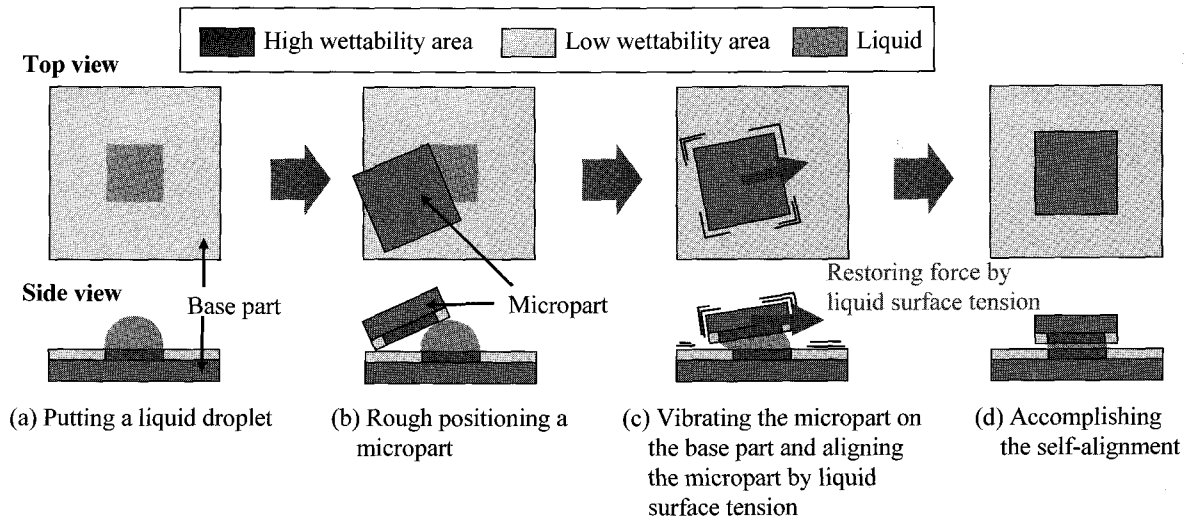 High wettability area
Low wettability area
Liquid
Top view
Side view
Base part
Micropart
Restoring force by
liquid surface tension
(a) Putting a liquid droplet
(b) Rough positioning a
micropart
(c) Vibrating the micropart on
the base part and aligning
the micropart by liquid
surface tension
(d) Accomplishing
the self-alignment